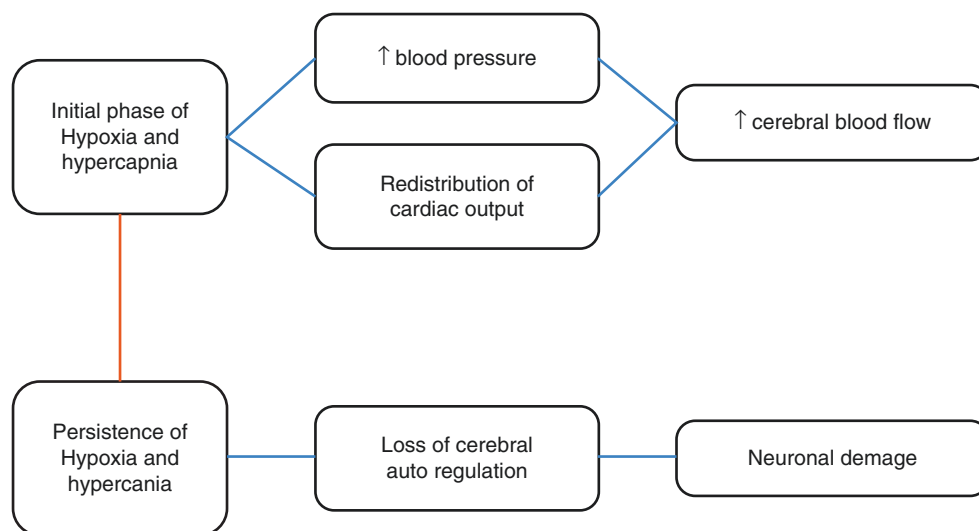 Initial phase of
Hypoxia and
hypercapnia
↑ blood pressure
Redistribution of
cardiac output
↑ cerebral blood flow
Persistence of
Hypoxia and
hypercania
Loss of cerebral
auto regulation
Neuronal demage